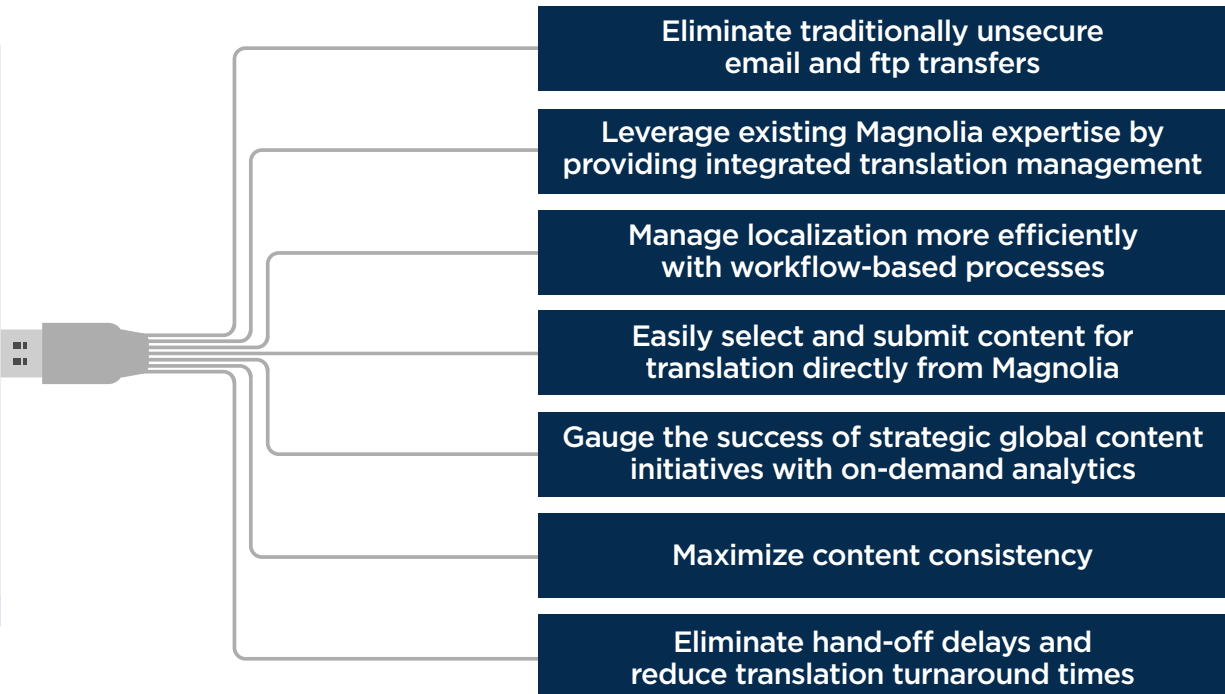 Eliminate traditionally unsecure
email and ftp transfers
Leverage existing Magnolia expertise by
providing integrated translation management
Manage localization more efficiently
with workflow-based processes
Easily select and submit content for
translation directly from Magnolia
Gauge the success of strategic global content
initiatives with on-demand analytics
Maximize content consistency
Eliminate hand-off delays and
reduce translation turnaround times